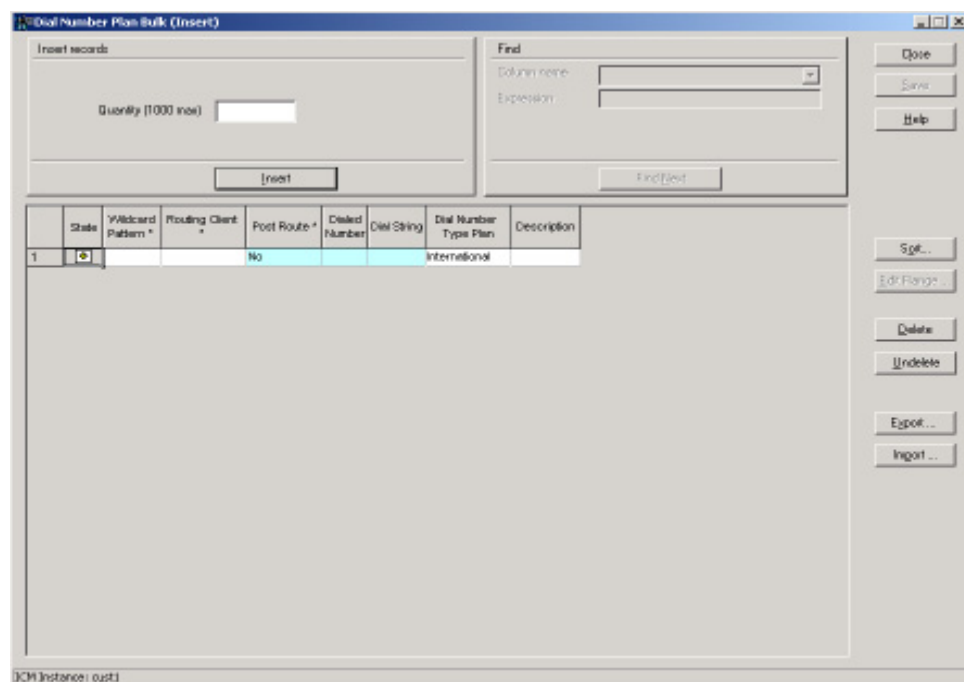 Dial Number Plan Bulk (Insert)
Insert records
Quantity (1000 max)
Insert
Find
Column name
Expression
Find Next
Close
Save
Help
State Wildcard Pattern * Routing Client * Post Route * Dialed Number Dial String Dial Number Type Plan Description
1 No International
Sort...
Edit Range...
Delete
Undelete
Export...
Import ...
ICM Instance: cust1